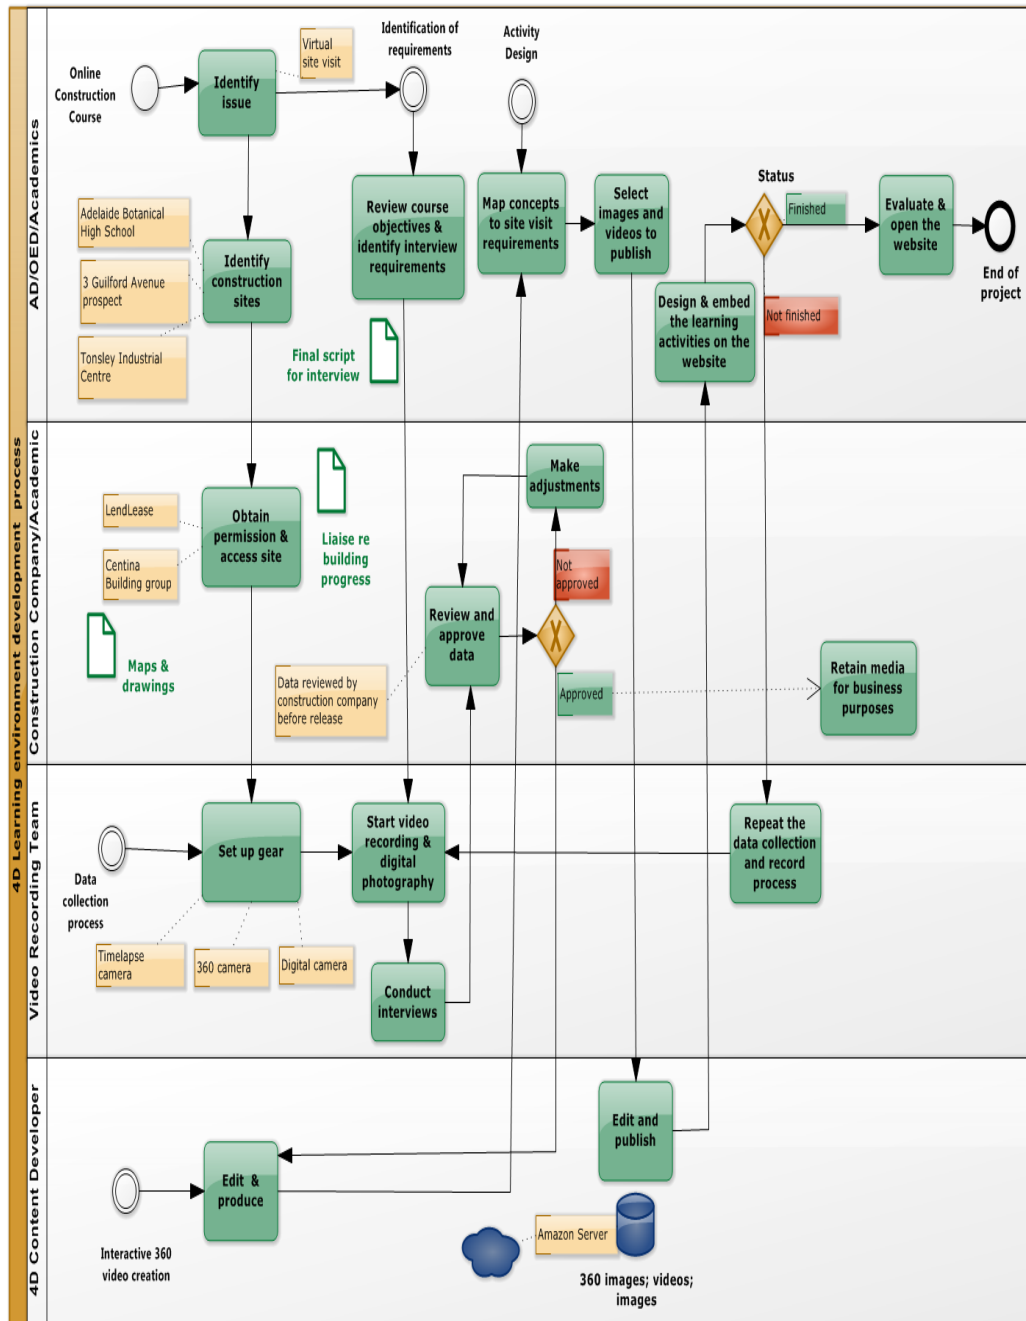 4D Learning environment development process
AD/OED/Academics
Online
Construction
Course
Identify
issue
Virtual
site visit
Identification of
requirements
Activity
Design
Adelaide Botanical
High School
3 Guilford Avenue
prospect
Tonsley Industrial
Centre
Identify
construction
sites
Review course
objectives &
identify interview
requirements
Final script
for interview
Map concepts
to site visit
requirements
Select
images and
videos to
publish
Design & embed
the learning
activities on the
website
Status
Finished
Not finished
Evaluate &
open the
website
End of
project
Construction Company/Academic
LendLease
Centina
Building group
Obtain
permission &
access site
Liaise re
building
progress
Maps &
drawings
Data reviewed by
construction company
before release
Review and
approve
data
Make
adjustments
Not
approved
Approved
Retain media
for business
purposes
Video Recording Team
Data
collection
process
Set up gear
Timelapse
camera
360 camera
Digital camera
Start video
recording &
digital
photography
Conduct
interviews
Repeat the
data collection
and record
process
4D Content Developer
Interactive 360
video creation
Edit &
produce
Edit and
publish
Amazon Server
360 images; videos;
images